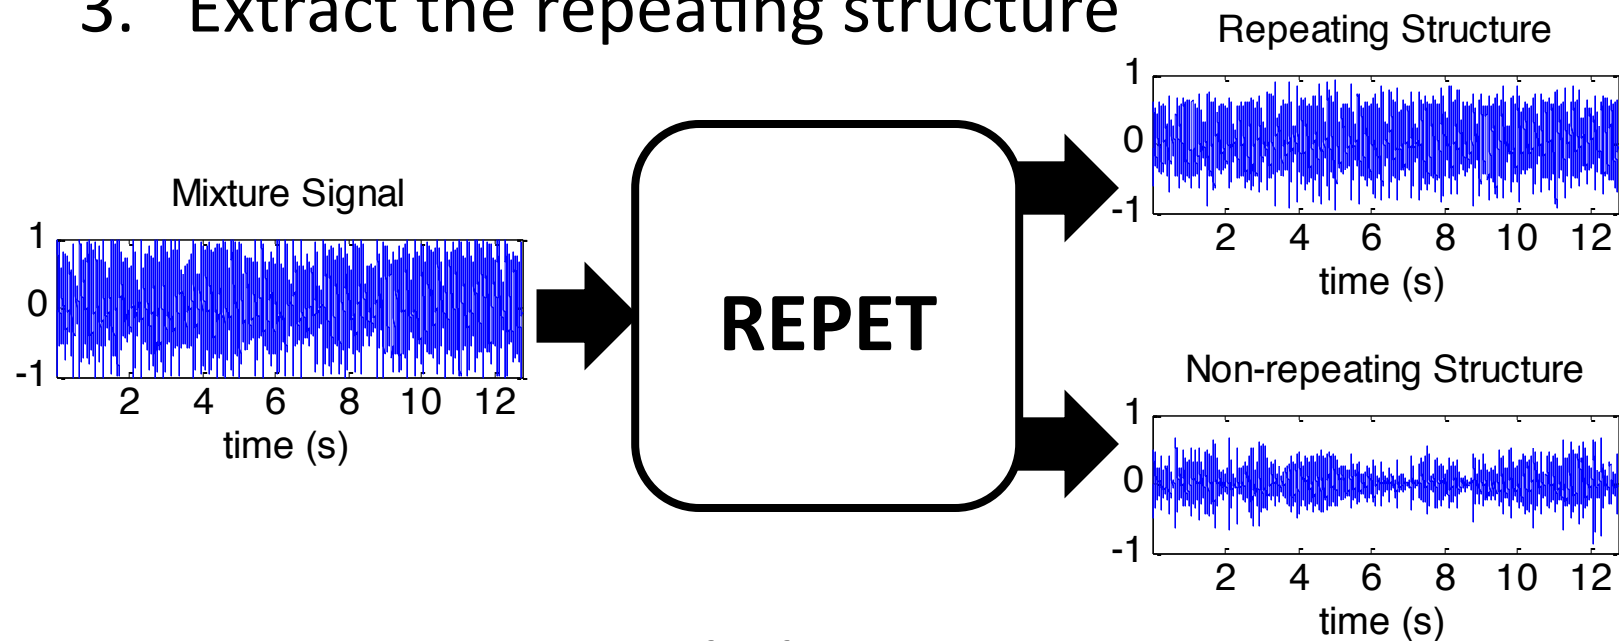 3. Extract the repeating structure
Repeating Structure
1
0
-1
2 4 6 8 10 12
time (s)
Mixture Signal
1
0
-1
2 4 6 8 10 12
time (s)
REPET
Non-repeating Structure
1
0
-1
2 4 6 8 10 12
time (s)